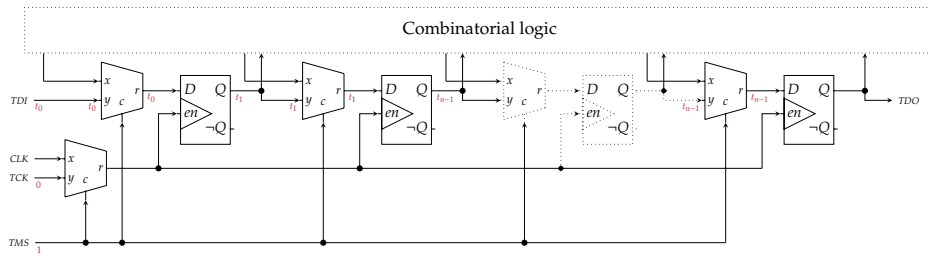 Combinatorial logic
x x x x
D Q D Q D Q D Q
r r r r
TDI y c t1 y c t1 tn-1 y c y c tn-1 TDO
t0 t0 t0 t1 tn-1
en en en en
¬Q ¬Q ¬Q ¬Q
CLK x
r
TCK y c
0
TMS
1